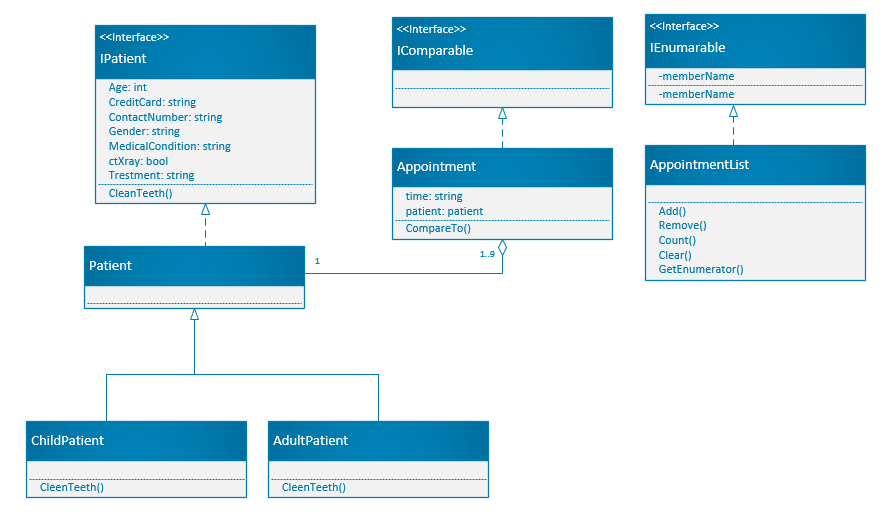 <<Interface>>
IPatient
Age: int
CreditCard: string
ContactNumber: string
Gender: string
MedicalCondition: string
ctXray: bool
Trestment: string
CleanTeeth()
<<Interface>>
IComparable
<<Interface>>
IEnumarable
-memberName
-memberName
Appointment
time: string
patient: patient
CompareTo()
AppointmentList
Add()
Remove()
Count()
Clear()
GetEnumerator()
Patient
1
1..9
ChildPatient
CleenTeeth()
AdultPatient
CleenTeeth()